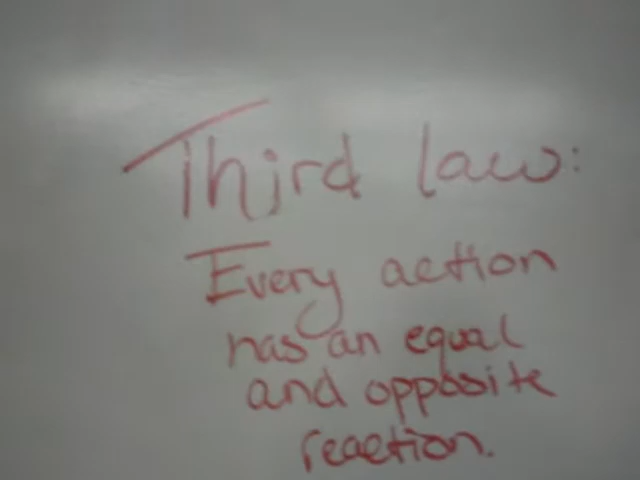 Third law:
Every action
has an equal
and opposite
reaction.